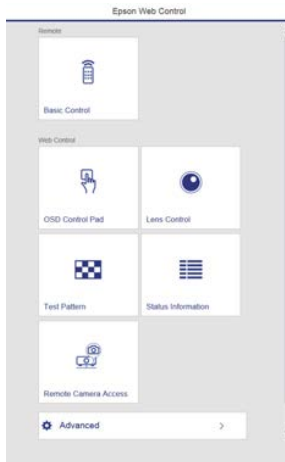 Epson Web Control
Remote
Basic Control
Web Control
OSD Control Pad
Lens Control
Test Pattern
Status Information
Remote Camera Access
Advanced